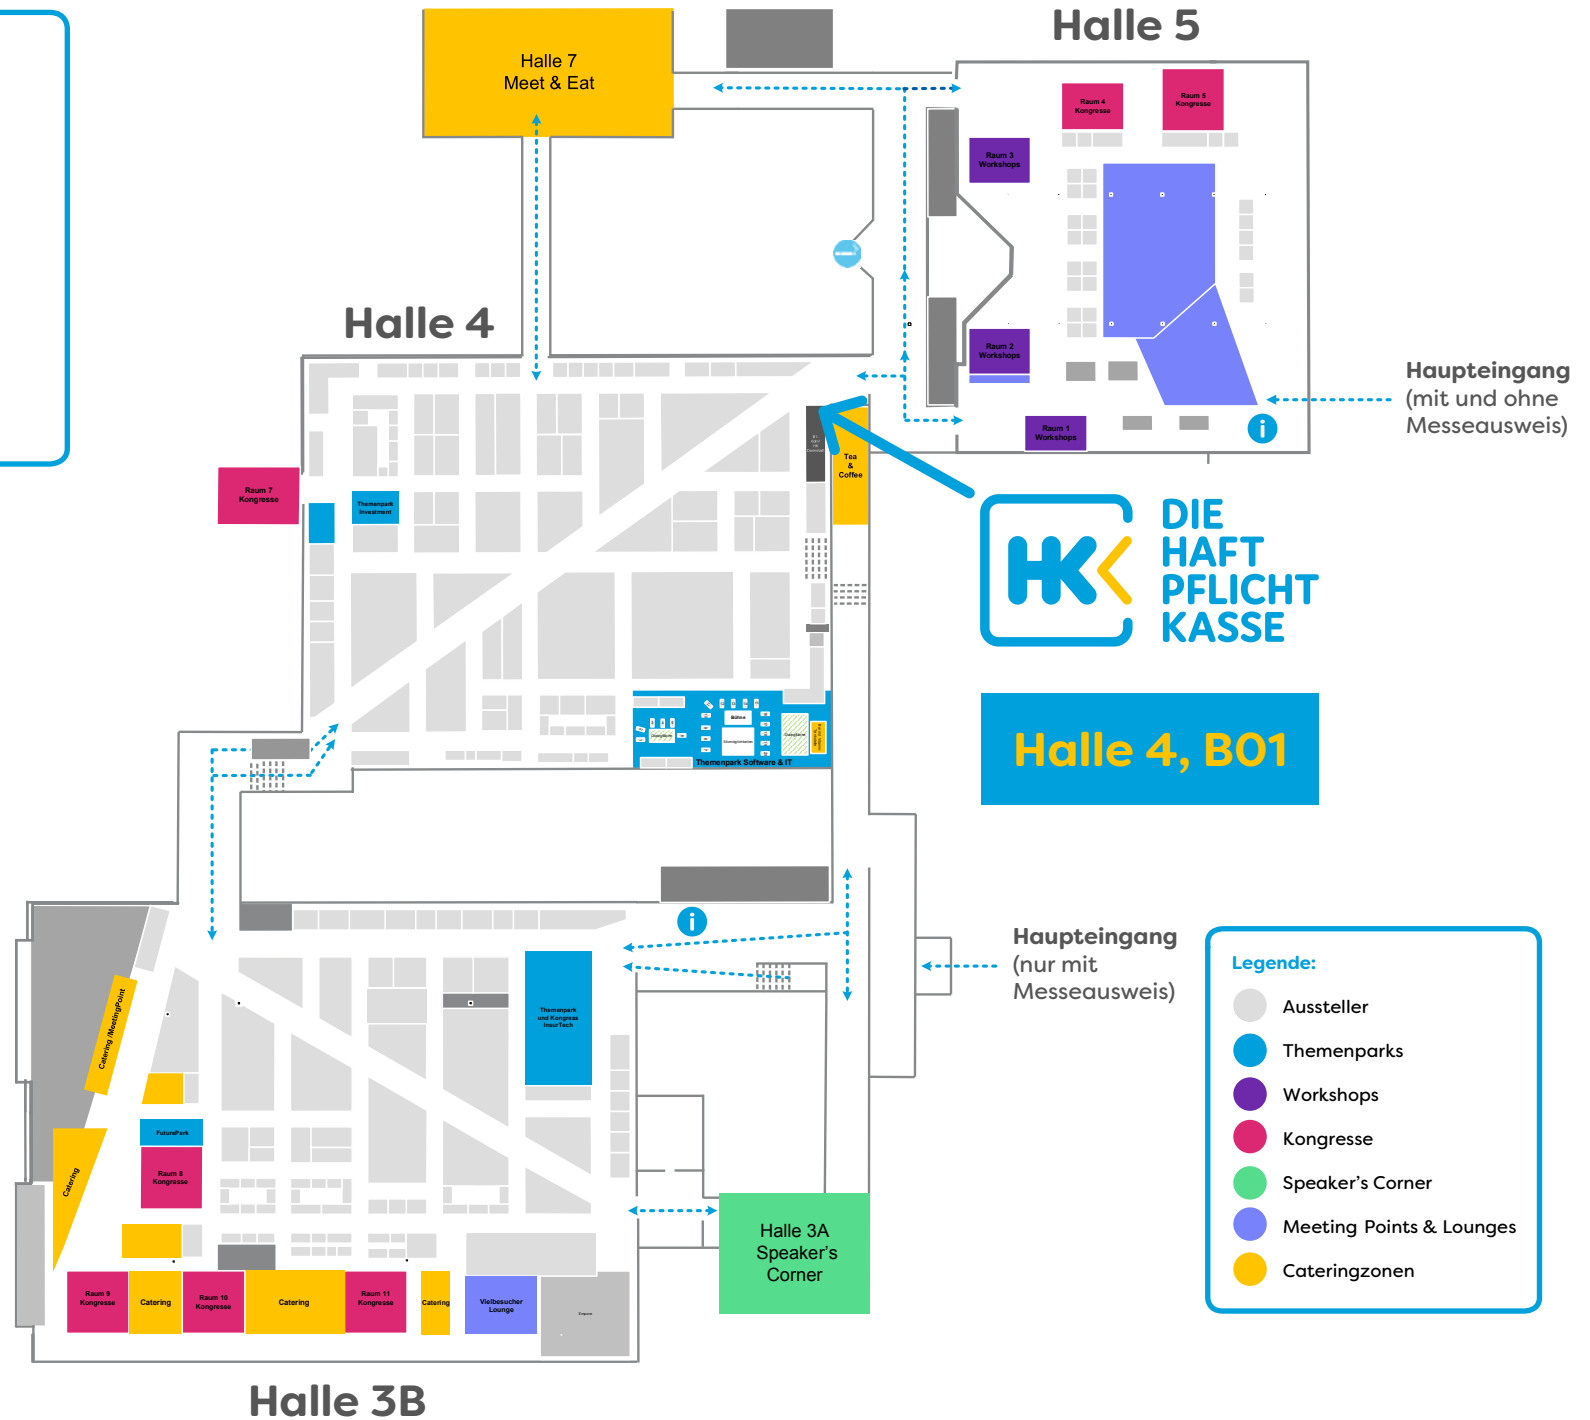 Halle 5
Halle 7
Meet & Eat
Raum 4
Kongresse
Raum 5
Kongresse
Raum 3
Workshops
Halle 4
Raum 2
Workshops
Haupteingang
(mit und ohne
Messeausweis)
Raum 1
Workshops
i
Tea
&
Coffee
Raum 7
Kongresse
Themenpark
Investment
HK
DIE
HAFT
PFLICHT
KASSE
Halle 4, B01
Bühne
Themenpark Software & IT
i
Haupteingang
(nur mit
Messeausweis)
Themenpark
und Kongress
InsurTech
Catering /MeetingPoint
FuturePark
Raum 8
Kongresse
Catering
Halle 3A
Speaker's
Corner
Raum 9
Kongresse
Catering
Raum 10
Kongresse
Catering
Raum 11
Kongresse
Catering
Vielbesucher
Lounge
Halle 3B
Legende:
Aussteller
Themenparks
Workshops
Kongresse
Speaker's Corner
Meeting Points & Lounges
Cateringzonen